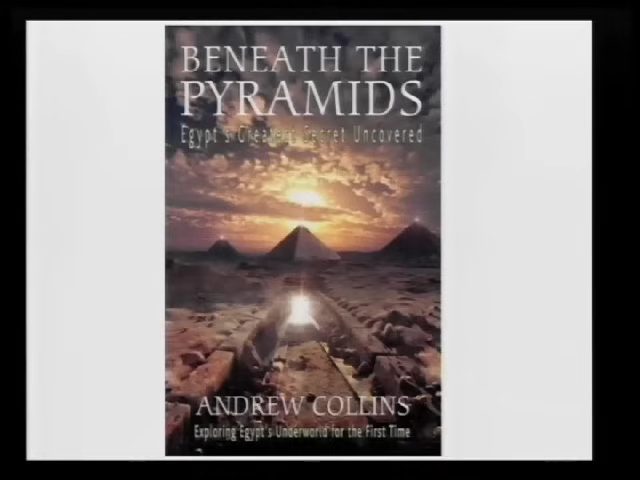 BENEATH THE
PYRAMIDS
Egypt's Greatest Secret Uncovered
ANDREW COLLINS
Exploring Egypt's Underworld for the First Time